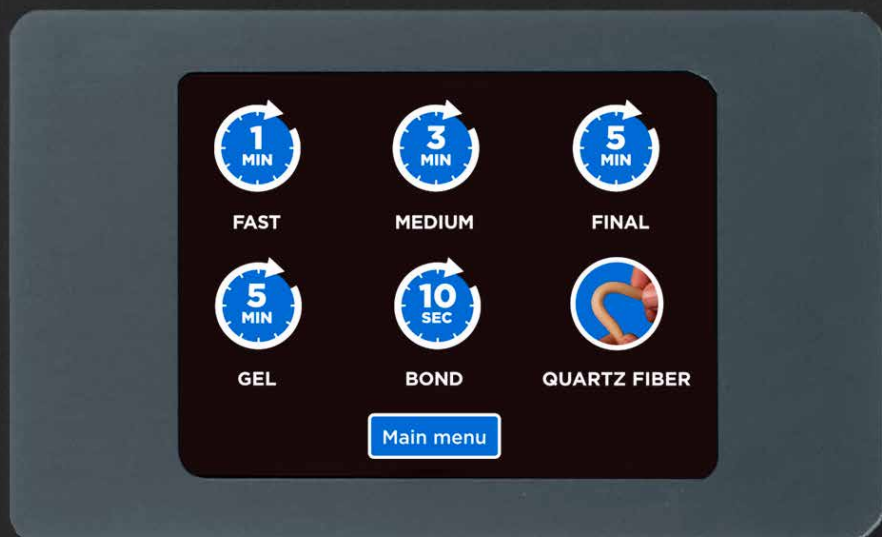 1
MIN
3
MIN
5
MIN
FAST
MEDIUM
FINAL
5
MIN
10
SEC
GEL
BOND
QUARTZ FIBER
Main menu